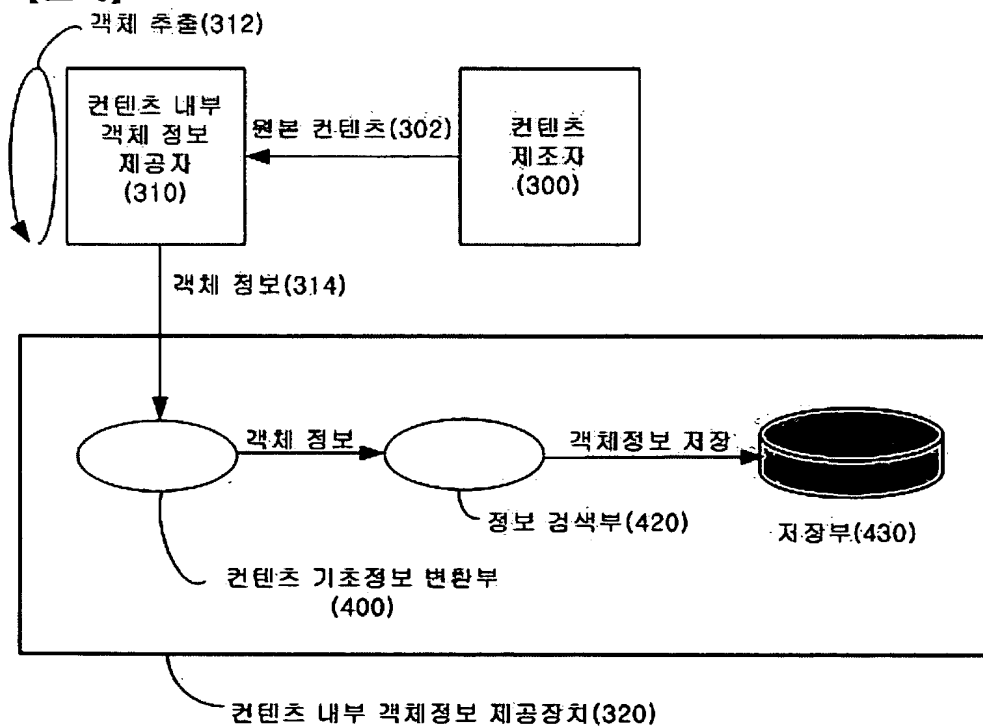 객체 추출(312)
컨텐츠 내부
객체 정보
제공자
(310)
원본 컨텐츠(302)
컨텐츠
제조자
(300)
객체 정보(314)
객체 정보
객체정보 저장
정보 검색부(420)
저장부(430)
컨텐츠 기초정보 변환부
(400)
컨텐츠 내부 객체정보 제공장치(320)